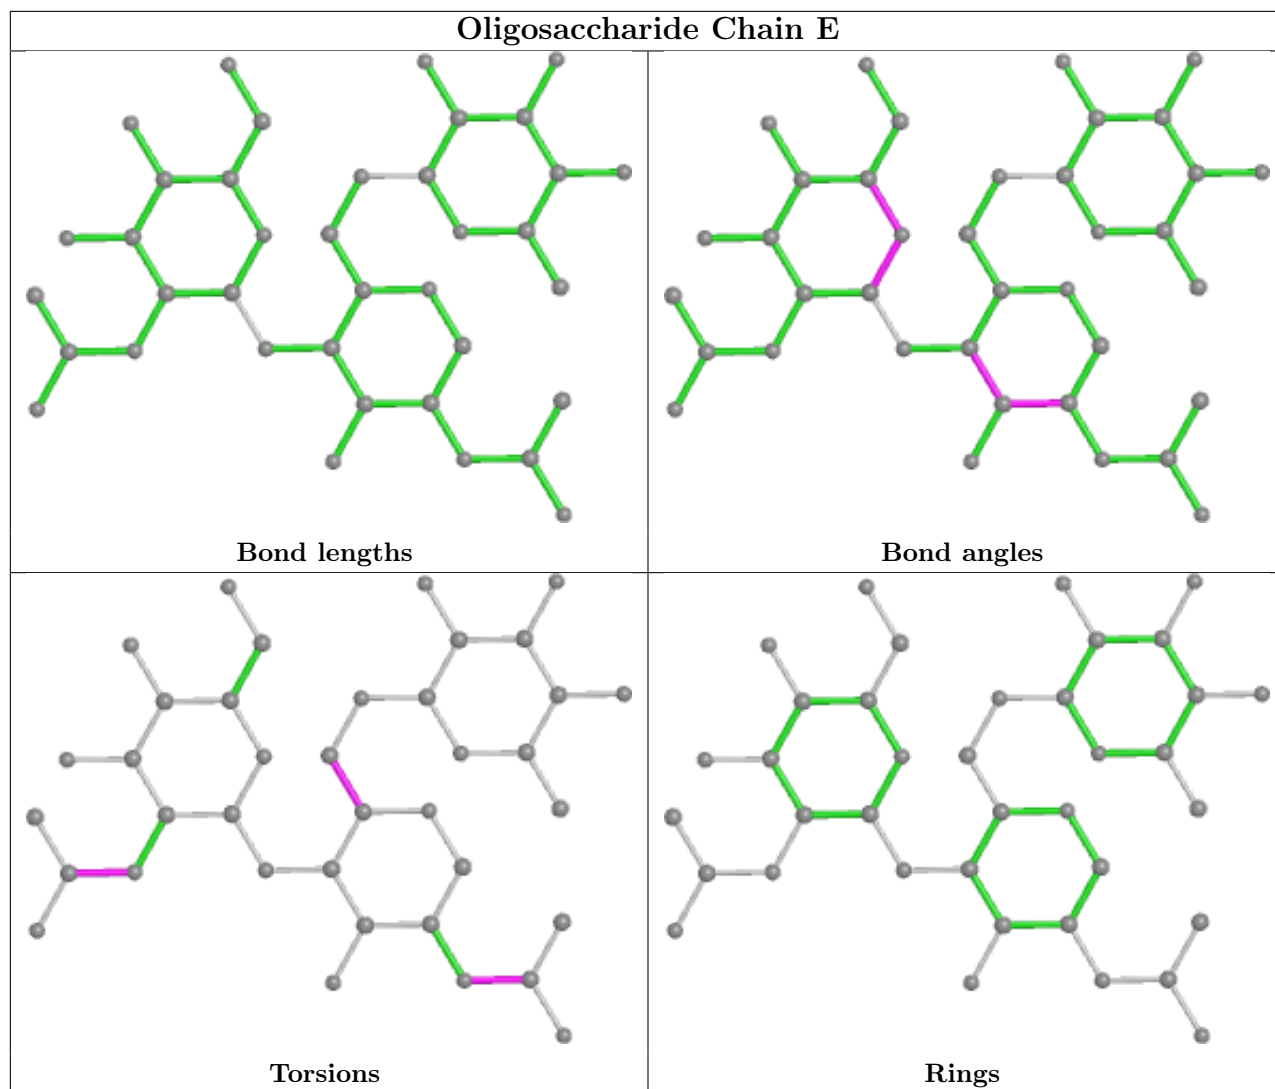 Oligosaccharide Chain E
Bond lengths
Bond angles
Torsions
Rings